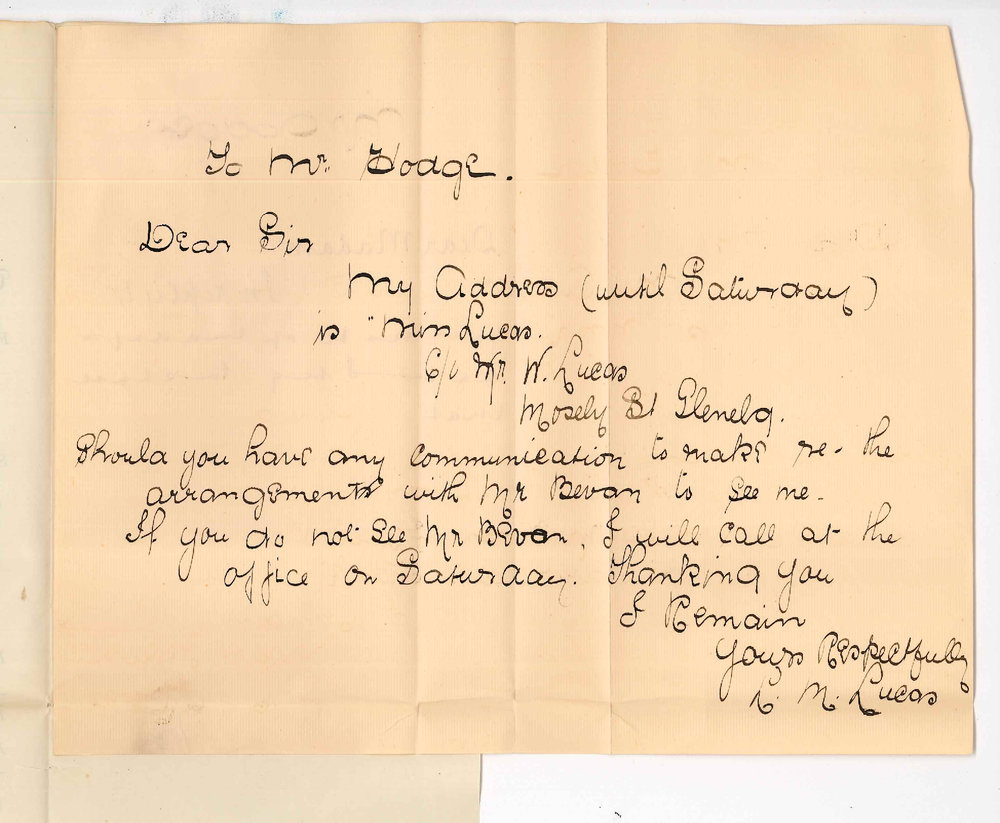 To Mr. Hodge.
Dear Sir
My Address (until Saturday)
is "Miss Lucas.
C/o Mr. W. Lucas
Mosely St Glenelg.
Should you have any communication to make re- the
arrangements with Mr Bevan to see me-
If you do not see Mr Bevan, I will call at the
office on Saturday. Thanking you
I Remain
Yours Respectfully
L. M. Lucas